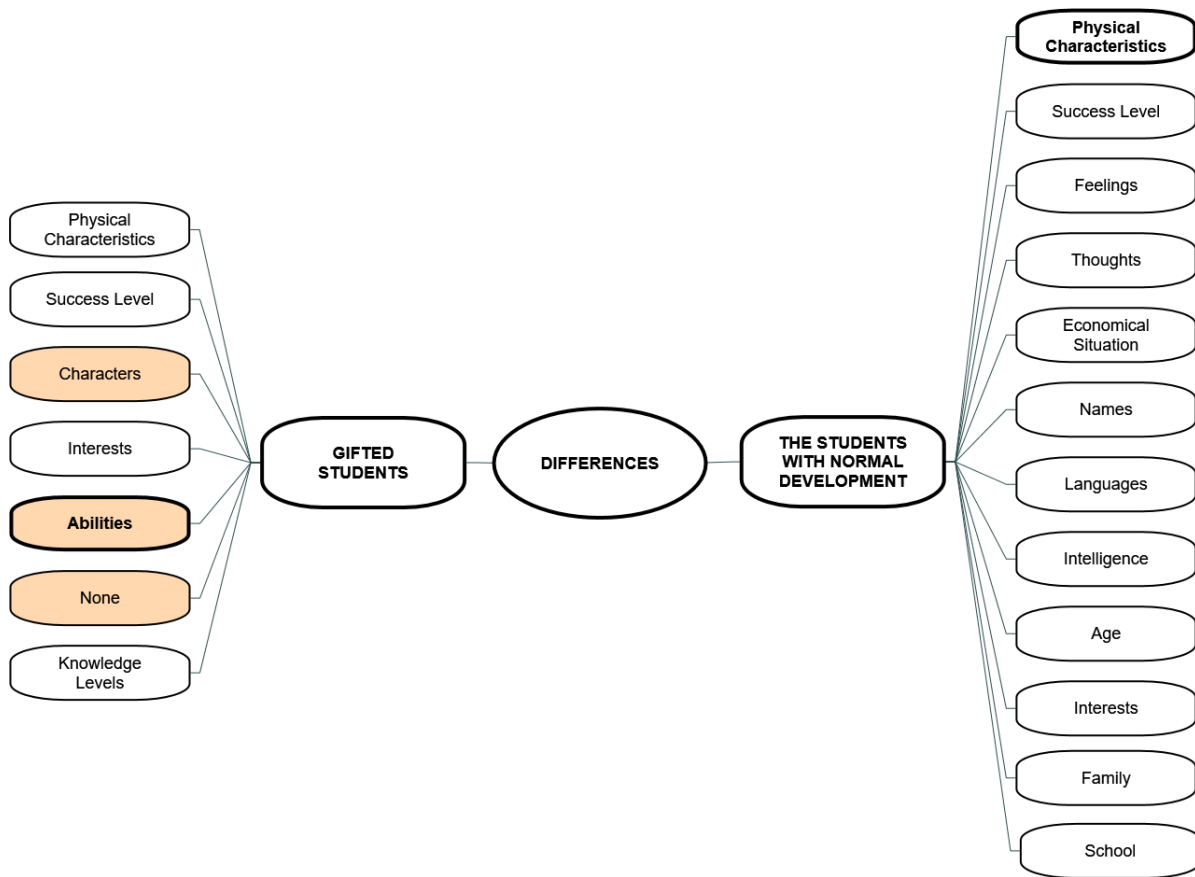 Physical
Characteristics
Success Level
Characters
Interests
Abilities
None
Knowledge
Levels
GIFTED
STUDENTS
DIFFERENCES
THE STUDENTS
WITH NORMAL
DEVELOPMENT
Physical
Characteristics
Success Level
Feelings
Thoughts
Economical
Situation
Names
Languages
Intelligence
Age
Interests
Family
School